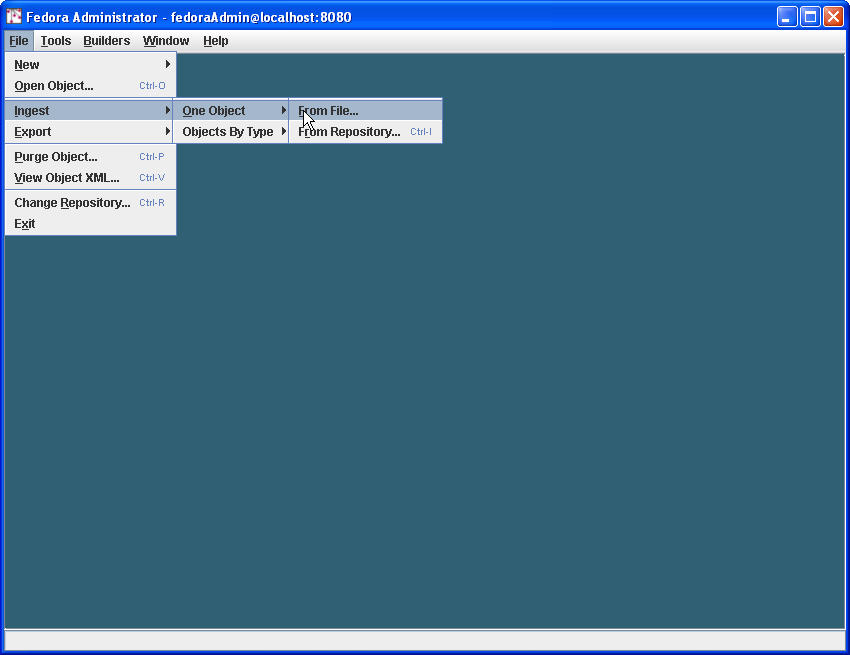 Fedora Administrator - fedoraAdmin@localhost:8080
File Tools Builders Window Help
New
Open Object... Ctrl-O
Ingest One Object From File...
Export Objects By Type From Repository... Ctrl-I
Purge Object... Ctrl-P
View Object XML... Ctrl-V
Change Repository... Ctrl-R
Exit